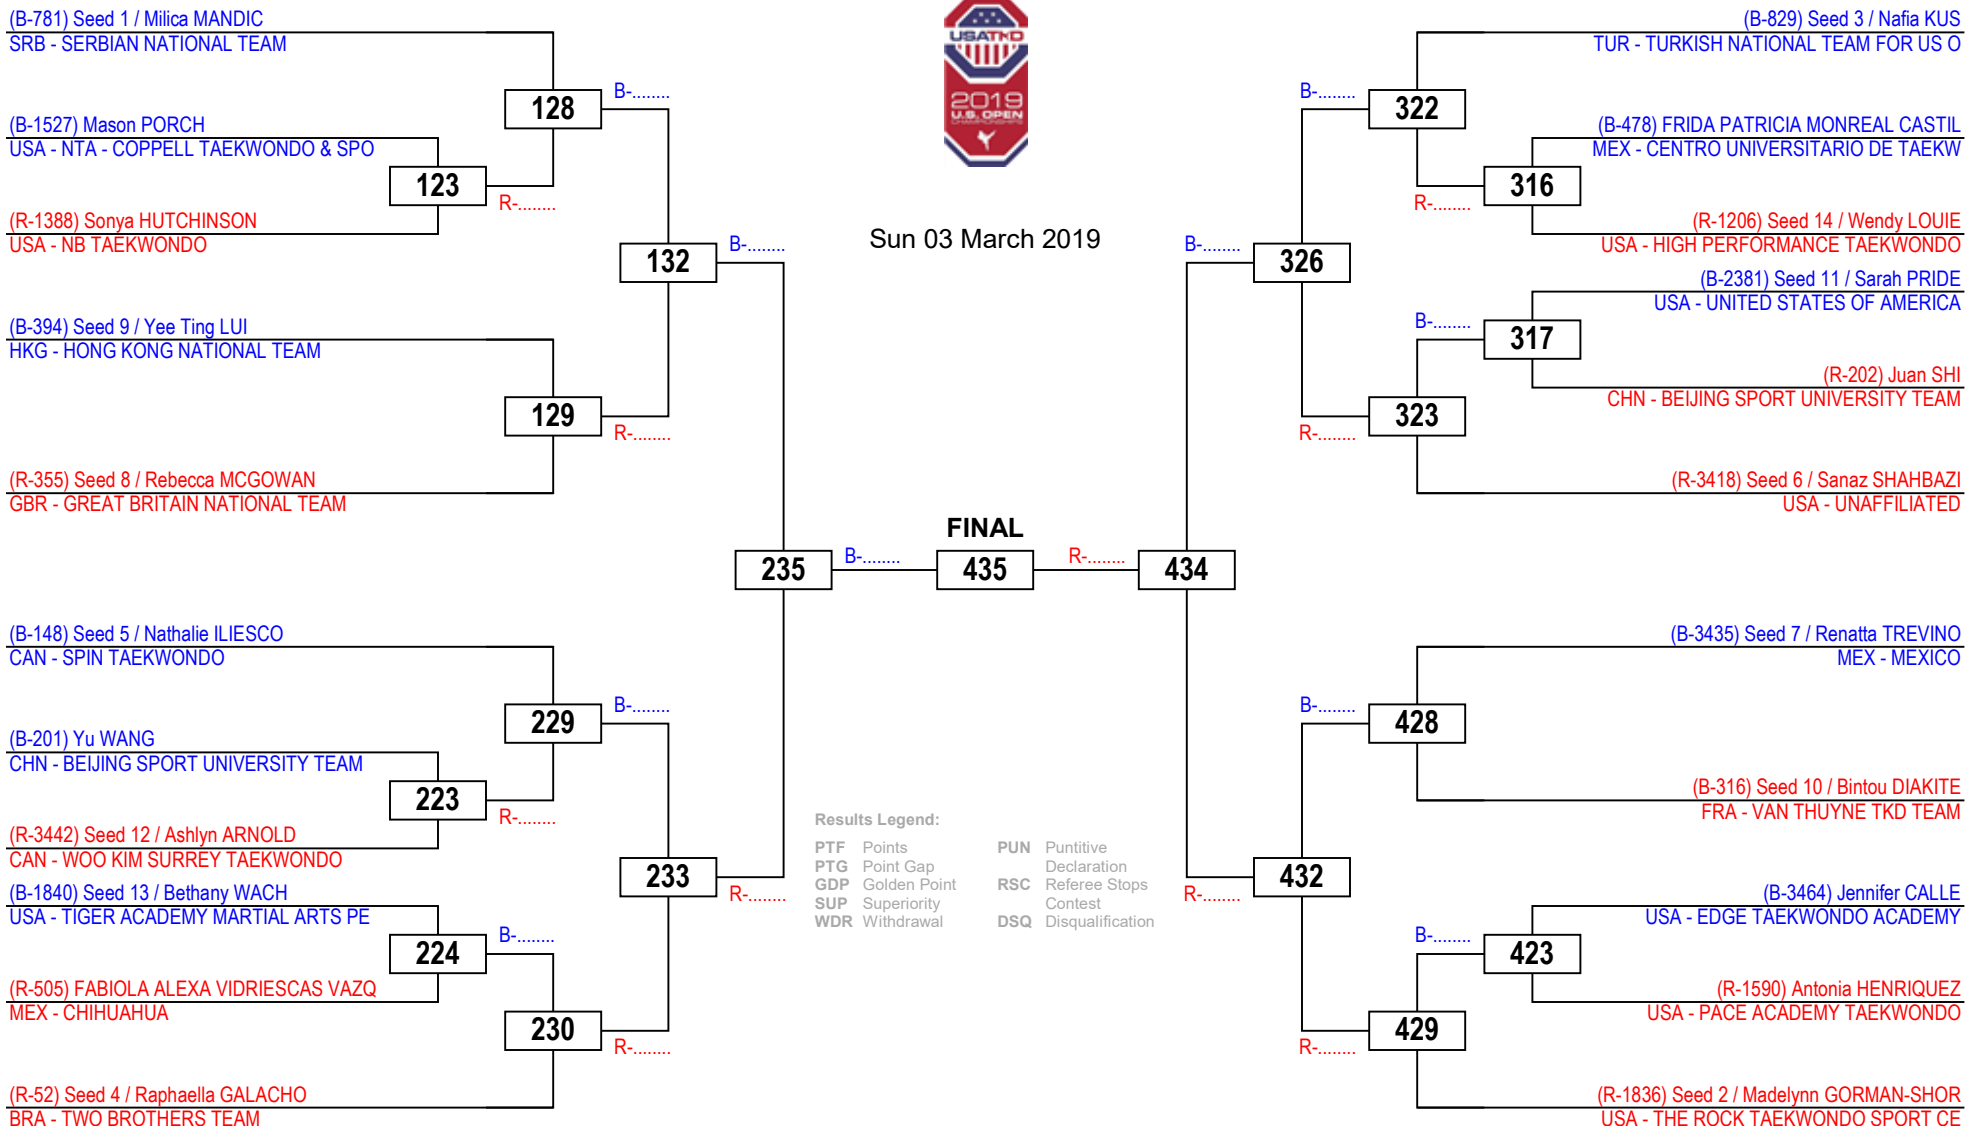 (B-781) Seed 1 / Milica MANDIC
SRB - SERBIAN NATIONAL TEAM
128
B-........
(B-1527) Mason PORCH
USA - NTA - COPPELL TAEKWONDO & SPO
123
R-........
(R-1388) Sonya HUTCHINSON
USA - NB TAEKWONDO
132
B-........
(B-394) Seed 9 / Yee Ting LUI
HKG - HONG KONG NATIONAL TEAM
129
R-........
(R-355) Seed 8 / Rebecca MCGOWAN
GBR - GREAT BRITAIN NATIONAL TEAM
235
B-........
(B-148) Seed 5 / Nathalie ILIESCO
CAN - SPIN TAEKWONDO
229
B-........
(B-201) Yu WANG
CHN - BEIJING SPORT UNIVERSITY TEAM
223
R-........
(R-3442) Seed 12 / Ashlyn ARNOLD
CAN - WOO KIM SURREY TAEKWONDO
233
R-........
(B-1840) Seed 13 / Bethany WACH
USA - TIGER ACADEMY MARTIAL ARTS PE
224
B-........
(R-505) FABIOLA ALEXA VIDRIESCAS VAZQ
MEX - CHIHUAHUA
230
R-........
(R-52) Seed 4 / Raphaella GALACHO
BRA - TWO BROTHERS TEAM
USATKD
2019
U.S. OPEN
CHAMPIONSHIPS
Sun 03 March 2019
FINAL
435
Results Legend:
PTF Points
PTG Point Gap
GDP Golden Point
SUP Superiority
WDR Withdrawal
PUN Puntitive
Declaration
RSC Referee Stops
Contest
DSQ Disqualification
(B-829) Seed 3 / Nafia KUS
TUR - TURKISH NATIONAL TEAM FOR US O
B-........
322
(B-478) FRIDA PATRICIA MONREAL CASTIL
MEX - CENTRO UNIVERSITARIO DE TAEKW
R-........
316
(R-1206) Seed 14 / Wendy LOUIE
USA - HIGH PERFORMANCE TAEKWONDO
B-........
326
(B-2381) Seed 11 / Sarah PRIDE
USA - UNITED STATES OF AMERICA
B-........
317
(R-202) Juan SHI
CHN - BEIJING SPORT UNIVERSITY TEAM
R-........
323
(R-3418) Seed 6 / Sanaz SHAHBAZI
USA - UNAFFILIATED
R-........
434
(B-3435) Seed 7 / Renatta TREVINO
MEX - MEXICO
B-........
428
(B-316) Seed 10 / Bintou DIAKITE
FRA - VAN THUYNE TKD TEAM
R-........
432
(B-3464) Jennifer CALLE
USA - EDGE TAEKWONDO ACADEMY
B-........
423
(R-1590) Antonia HENRIQUEZ
USA - PACE ACADEMY TAEKWONDO
R-........
429
(R-1836) Seed 2 / Madelynn GORMAN-SHOR
USA - THE ROCK TAEKWONDO SPORT CE